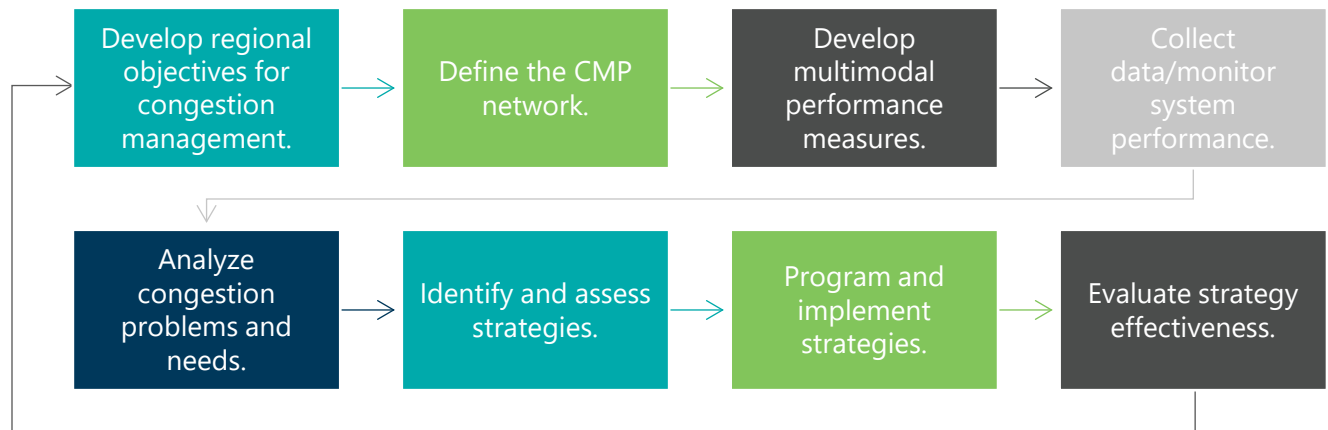 Develop regional
objectives for
congestion
management.
Define the CMP
network.
Develop
multimodal
performance
measures.
Collect
data/monitor
system
performance.
Analyze
congestion
problems and
needs.
Identify and assess
strategies.
Program and
implement
strategies.
Evaluate strategy
effectiveness.